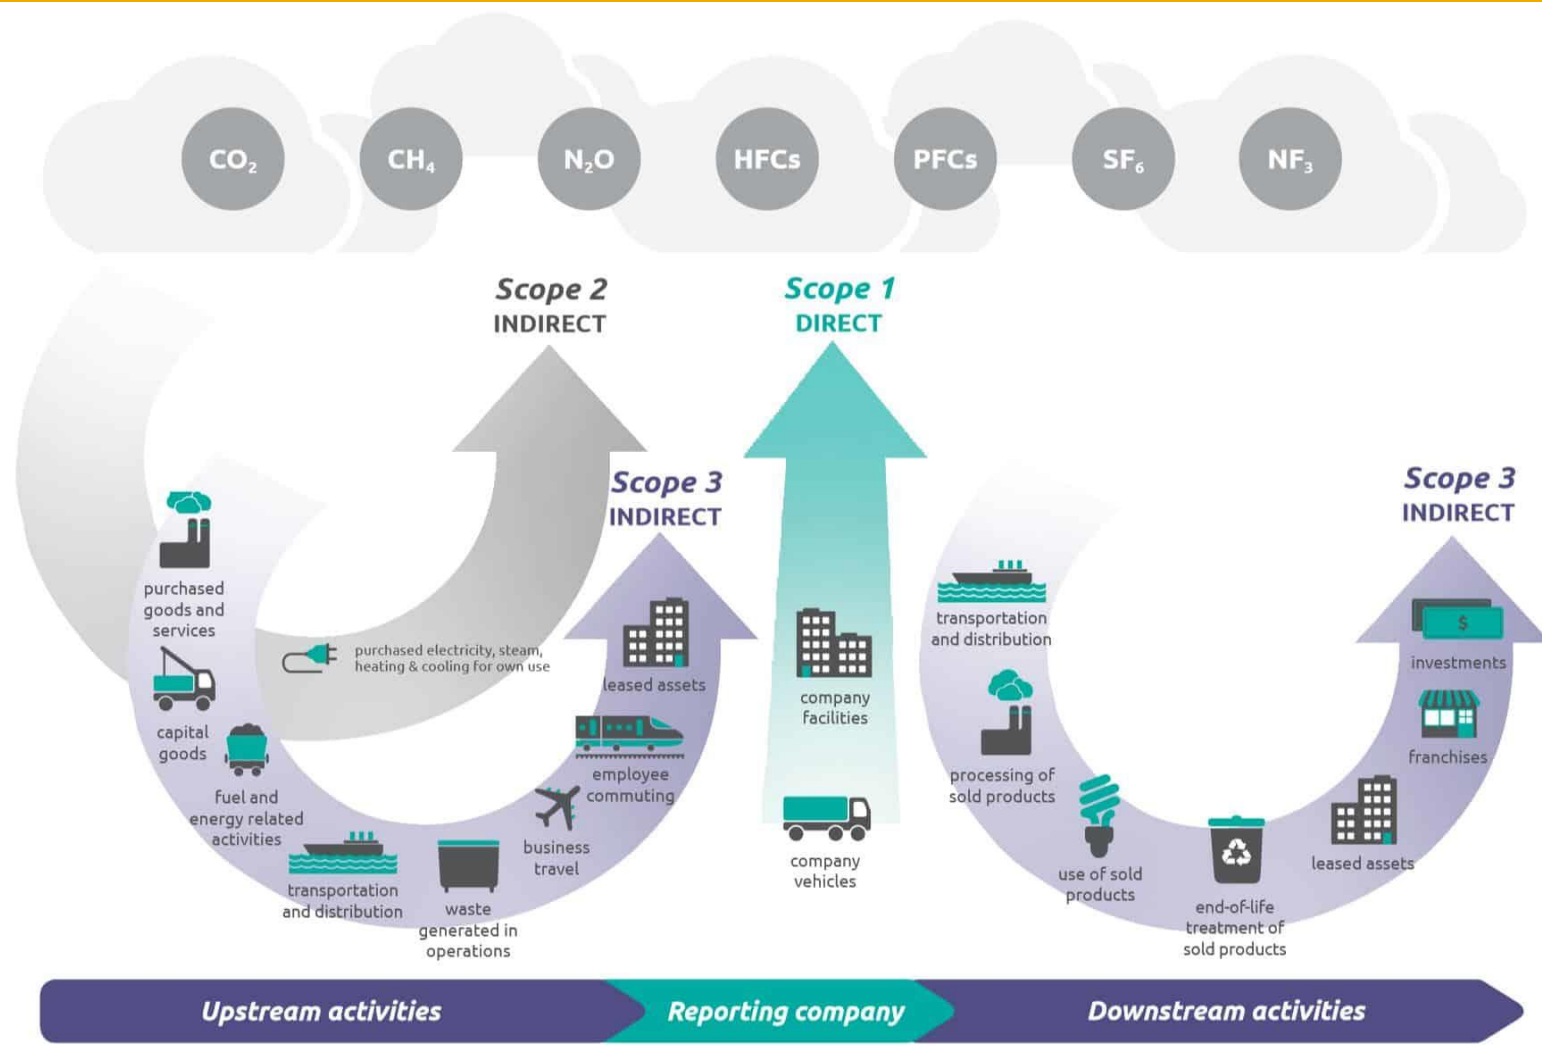 CO₂
CH₄
N₂O
HFCs
PFCs
SF₆
NF₃
Scope 2
INDIRECT
Scope 1
DIRECT
Scope 3
INDIRECT
Scope 3
INDIRECT
purchased
goods and
services
capital
goods
fuel and
energy related
activities
transportation
and distribution
waste
generated in
operations
business
travel
employee
commuting
leased assets
purchased electricity, steam,
heating & cooling for own use
company
facilities
company
vehicles
transportation
and distribution
processing of
sold products
use of sold
products
end-of-life
treatment of
sold products
leased assets
franchises
$
investments
Upstream activities
Reporting company
Downstream activities